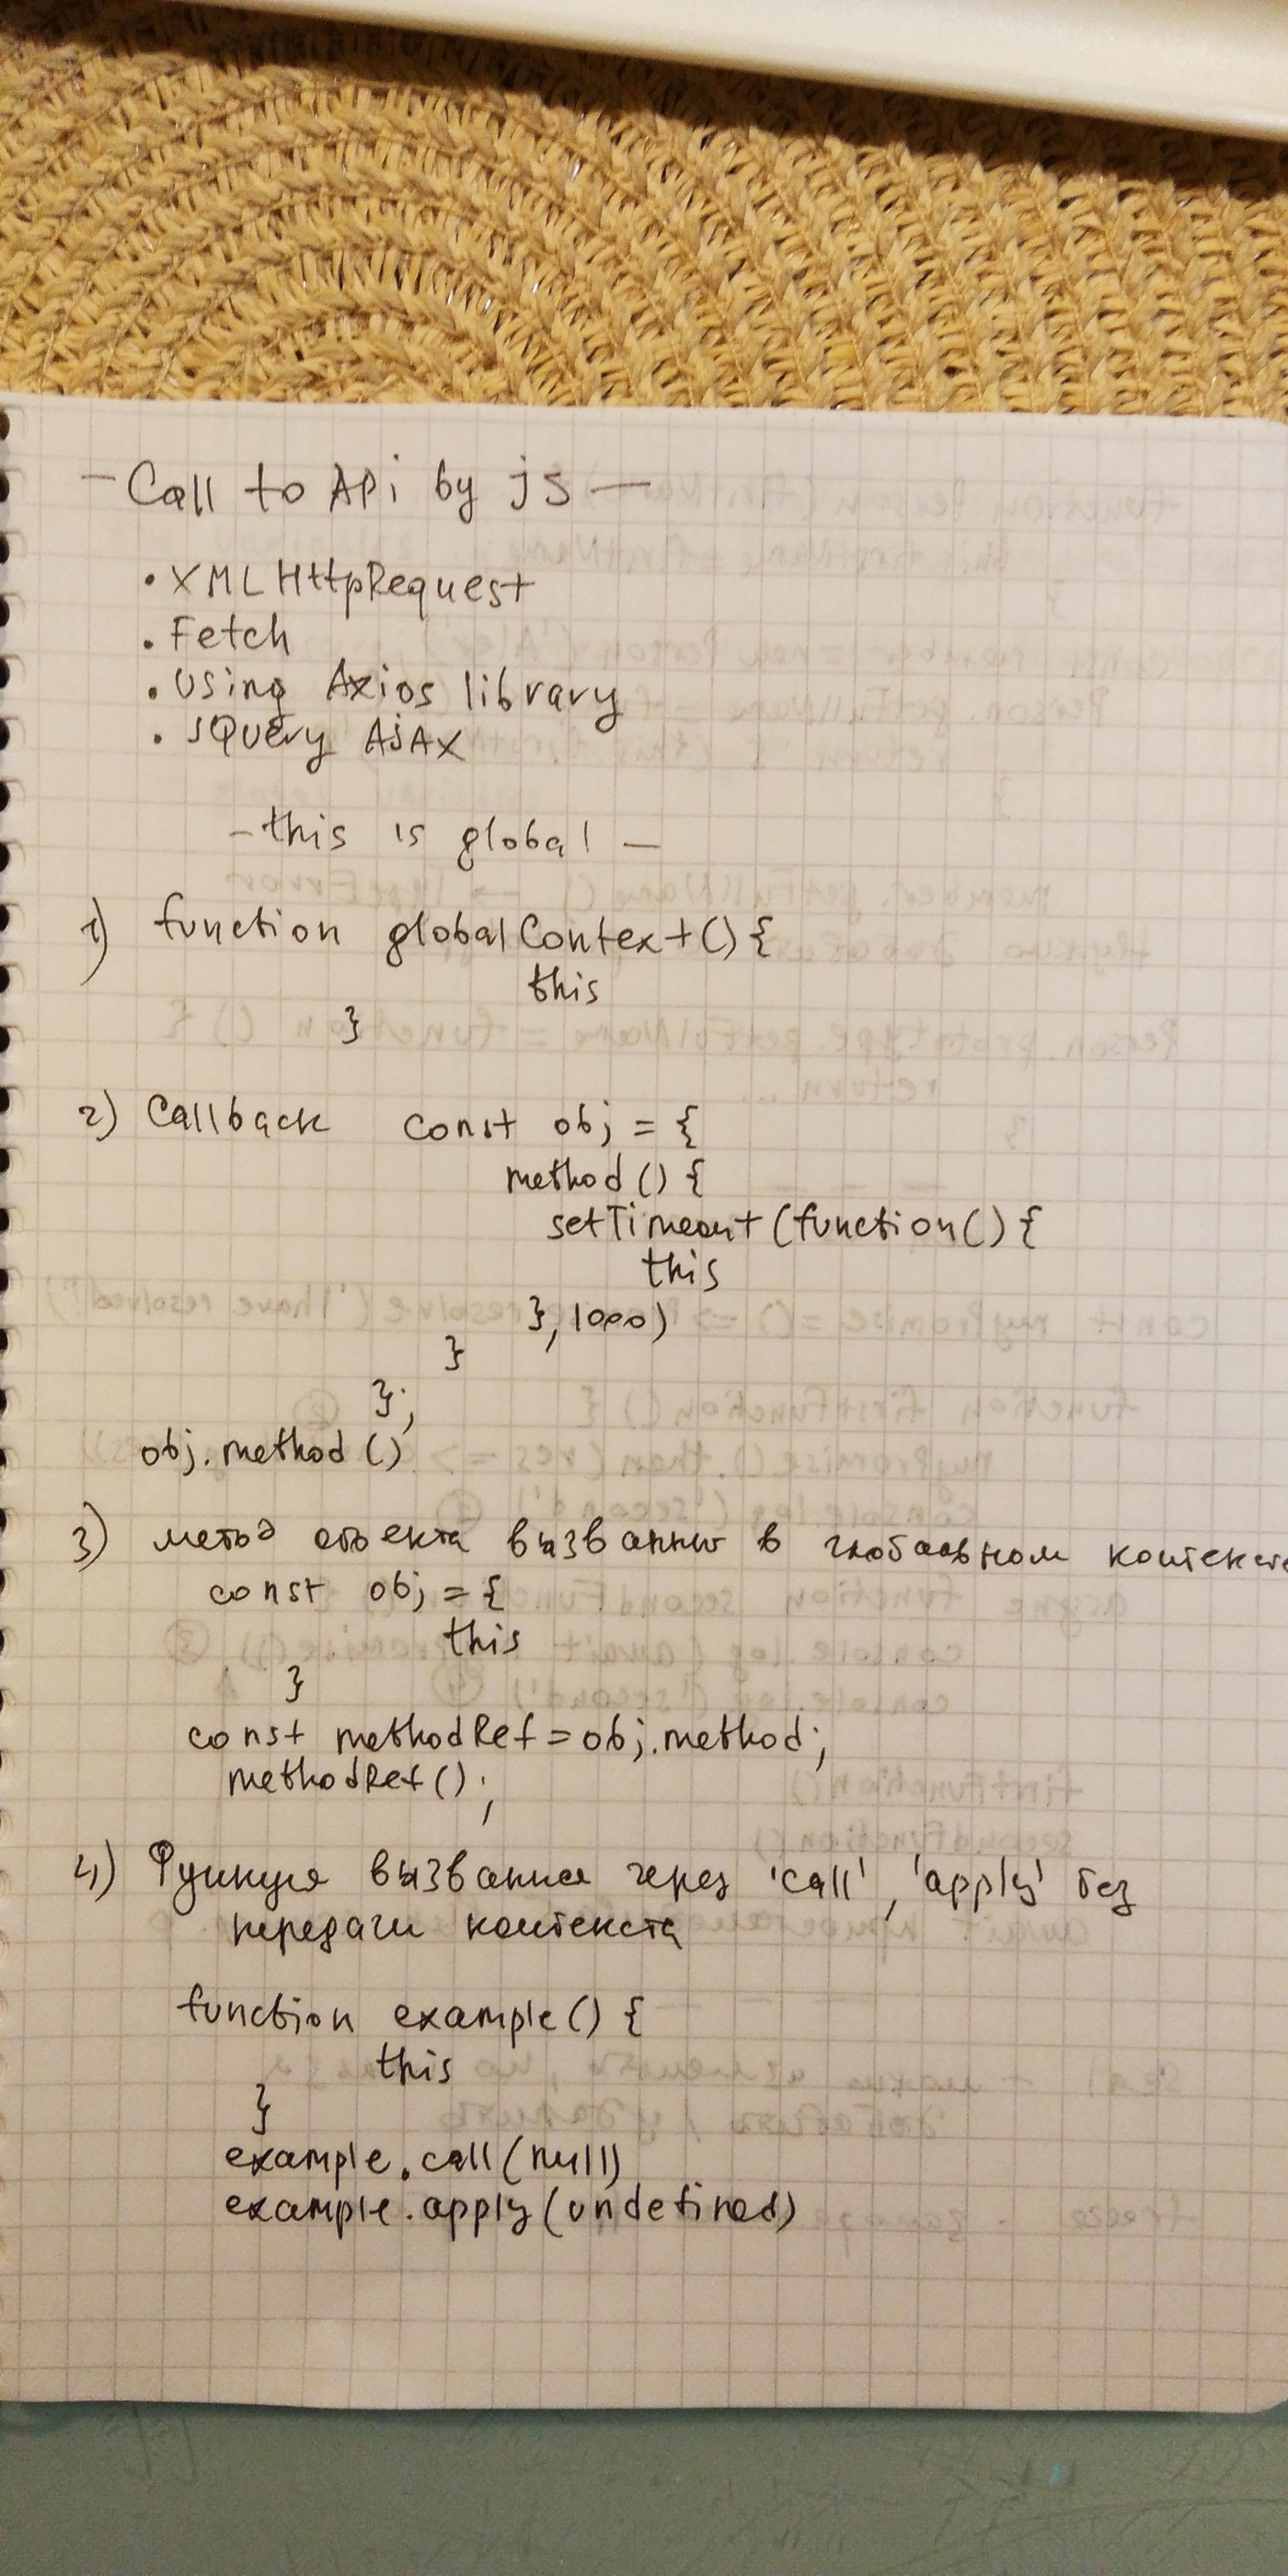 - Call to APi by js -
• XMLHttpRequest
• Fetch
• Using Axios library
• JQuery AJAX
- this is global -
1) function globalContext() {
this
}
2) Callback const obj = {
method () {
setTimeout (function() {
this
}, 1000)
}
};
obj.method ()
3) метод объекта вызванный в глобальном контексте
const obj = {
this
}
const methodRef = obj.method;
methodRef();
4) Функция вызванная через 'call', 'apply' без
передачи контекста
function example() {
this
}
example.call(null)
example.apply(undefined)